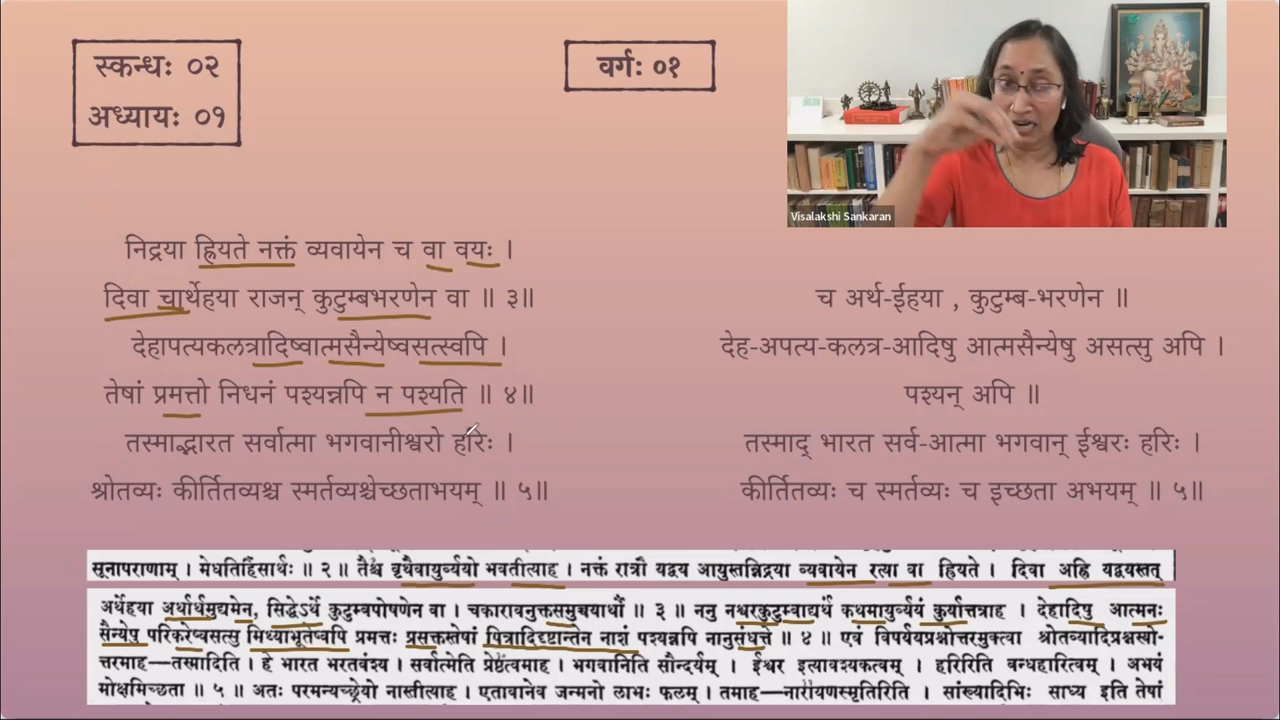 स्कन्धः ०२
अध्यायः ०१
वर्गः ०१
Visalakshi Sankaran
निद्रया ह्रियते नक्तं व्यवायेन च वा वयः ।
दिवा चार्थेहया राजन् कुटुम्बभरणेन वा ॥ ३॥
देहापत्यकलत्रादिष्वात्मसैन्येष्वसत्स्वपि ।
तेषां प्रमत्तो निधनं पश्यन्नपि न पश्यति ॥ ४॥
तस्माद्भारत सर्वात्मा भगवानीश्वरो हरिः ।
श्रोतव्यः कीर्तितव्यश्च स्मर्तव्यश्चेच्छताभयम् ॥ ५॥
च अर्थ-ईहया , कुटुम्ब-भरणेन ॥
देह-अपत्य-कलत्र-आदिषु आत्मसैन्येषु असत्सु अपि ।
पश्यन् अपि ॥
तस्माद् भारत सर्व-आत्मा भगवान् ईश्वरः हरिः ।
कीर्तितव्यः च स्मर्तव्यः च इच्छता अभयम् ॥ ५॥
सूनापराणाम् । मेधतिर्हिंसार्थः ॥ २ ॥ तैश्च वृथैवायुर्व्ययो भवतीत्याह । नक्तं रात्रौ यद्वय आयुस्तन्निद्रया व्यवायेन रत्या वा ह्रियते । दिवा अह्नि यद्वयस्तत्
अर्थेहया अर्थार्थमुद्यमेन, सिद्धेऽर्थे कुटुम्बपोषणेन वा । चकारावनुक्तसमुच्चयार्थौ ॥ ३ ॥ ननु नश्वरकुटुम्बाद्यर्थे कथमायुर्व्ययं कुर्यात्तत्राह । देहादिषु आत्मनः
सैन्येषु परिकरेष्वसत्सु मिथ्याभूतेष्वपि प्रमत्तः प्रसक्तस्तेषां पित्रादिदृष्टान्तेन नाशं पश्यन्नपि नानुसंधत्ते ॥ ४ ॥ एवं विपर्ययप्रश्नोत्तरमुक्त्वा श्रोतव्यादिप्रश्नस्यो-
त्तरमाह—तस्मादिति । हे भारत भरतवंश्य । सर्वात्मेति प्रेष्ठत्वमाह । भगवानिति सौन्दर्यम् । ईश्वर इत्यावश्यकत्वम् । हरिरिति बन्धहारित्वम् । अभयं
मोक्षमिच्छता ॥ ५ ॥ अतः परमन्यच्छ्रेयो नास्तीत्याह । एतावानेव जन्मनो लाभः फलम् । तमाह—नारायणस्मृतिरिति । सांख्यादिभिः साध्य इति तेषां